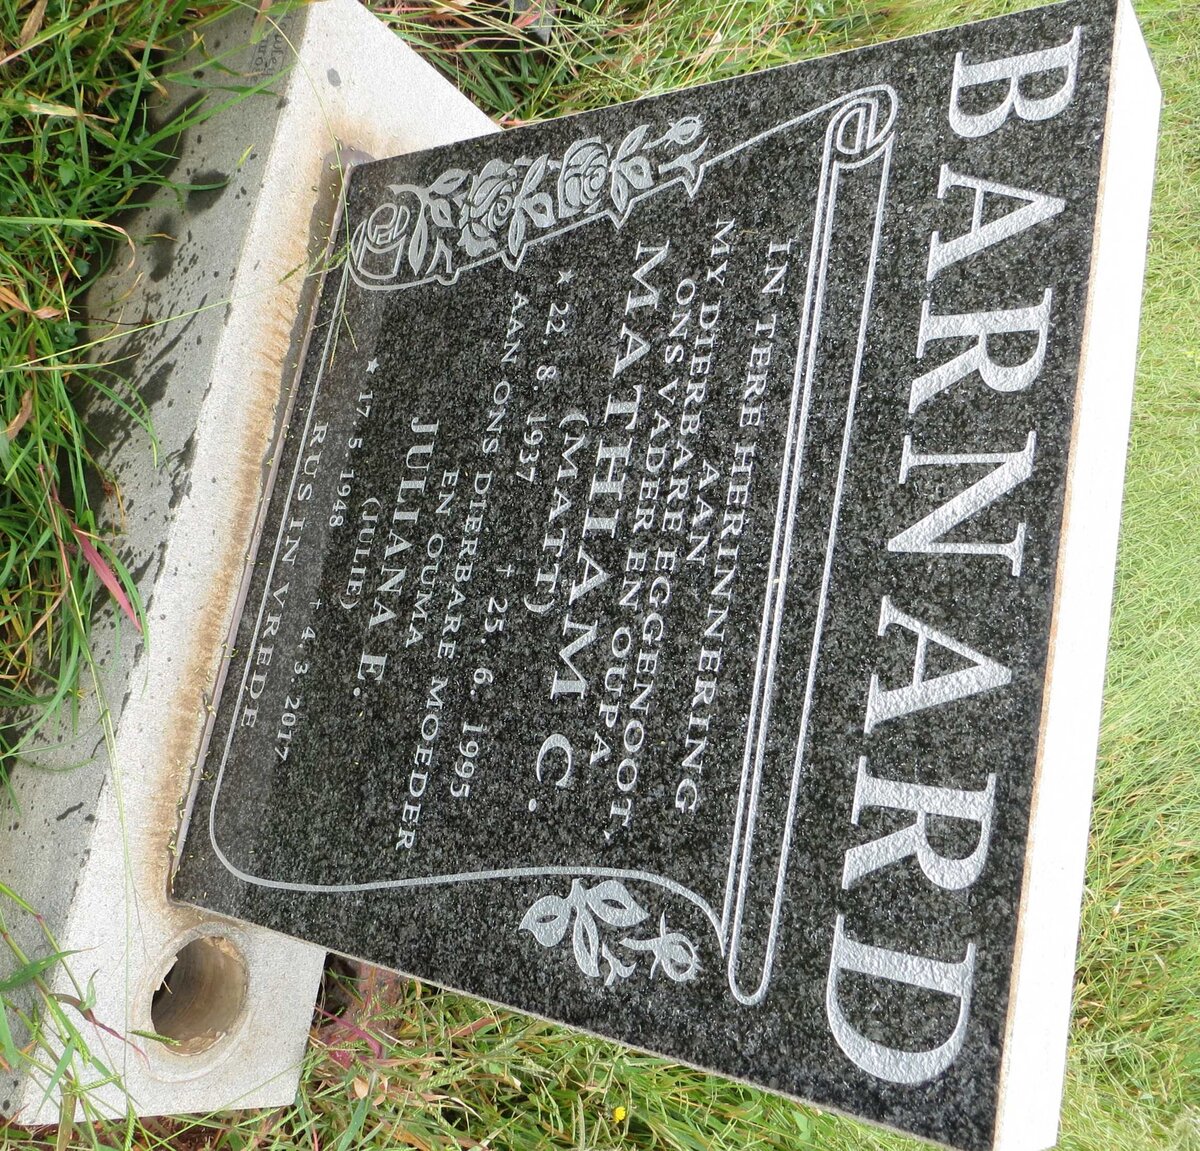 BARNARD
IN TERE HERINNERING
AAN
MY DIERBARE EGGENOOT,
ONS VADER EN OUPA
MATHIAM C.
(MATT)
★ 22. 8. 1937 † 25. 6. 1995
AAN ONS DIERBARE MOEDER
EN OUMA
JULIANA E.
(JULIE)
★ 17. 5. 1948 † 4. 3. 2017
RUS IN VREDE